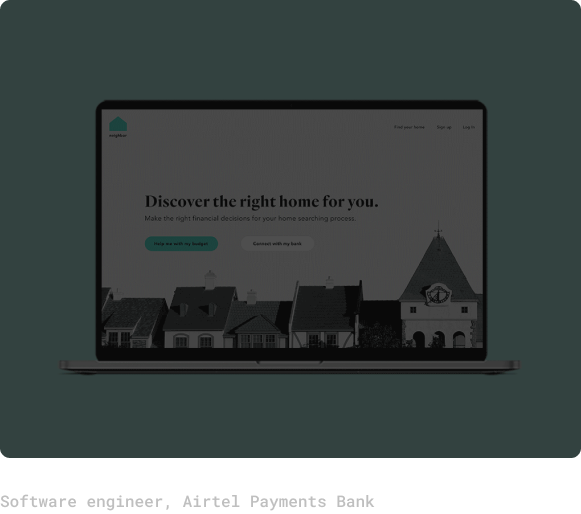 neighbor
Find your home Sign up Log in
Discover the right home for you.
Make the right financial decisions for your home searching process.
Help me with my budget Connect with my bank
Software engineer, Airtel Payments Bank